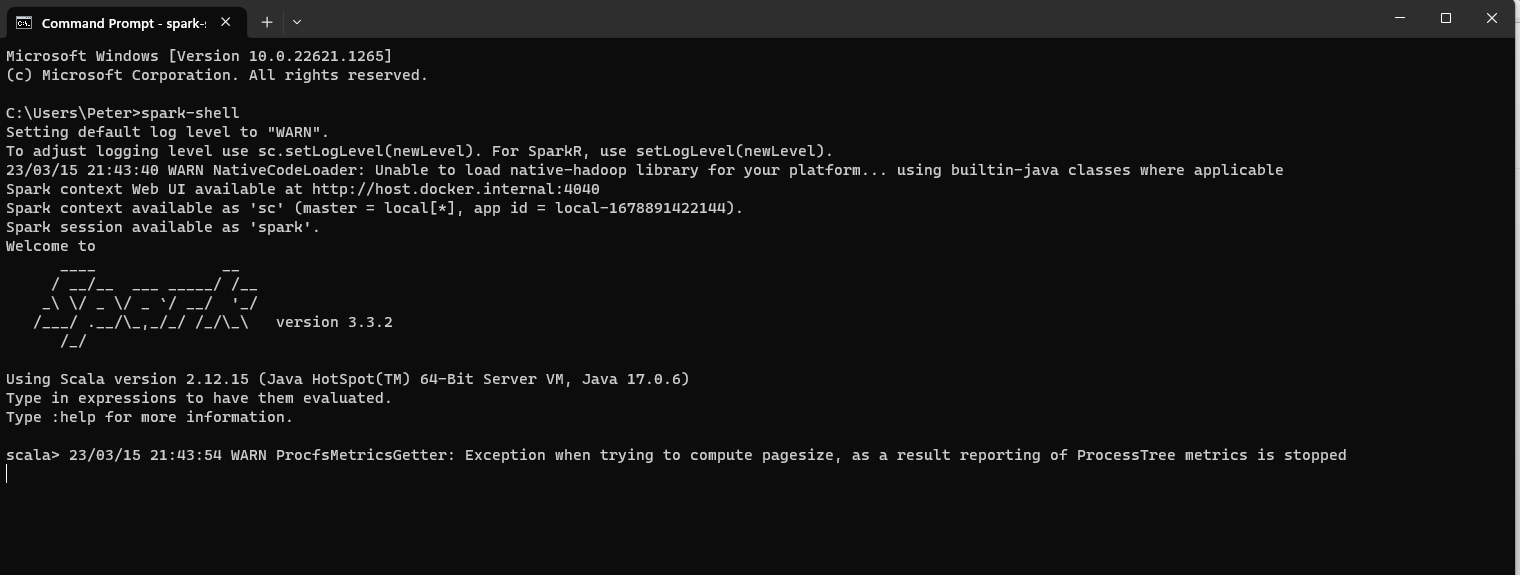 Command Prompt - spark-s
Microsoft Windows [Version 10.0.22621.1265]
(c) Microsoft Corporation. All rights reserved.
C:\Users\Peter>spark-shell
Setting default log level to "WARN".
To adjust logging level use sc.setLogLevel(newLevel). For SparkR, use setLogLevel(newLevel).
23/03/15 21:43:40 WARN NativeCodeLoader: Unable to load native-hadoop library for your platform... using builtin-java classes where applicable
Spark context Web UI available at http://host.docker.internal:4040
Spark context available as 'sc' (master = local[*], app id = local-1678891422144).
Spark session available as 'spark'.
Welcome to
      ____              __
     / __/__  ___ _____/ /__
    _\ \/ _ \/ _ `/ __/  '_/
   /___/ .__/\_,_/_/ /_/\_\   version 3.3.2
      /_/
Using Scala version 2.12.15 (Java HotSpot(TM) 64-Bit Server VM, Java 17.0.6)
Type in expressions to have them evaluated.
Type :help for more information.
scala> 23/03/15 21:43:54 WARN ProcfsMetricsGetter: Exception when trying to compute pagesize, as a result reporting of ProcessTree metrics is stopped